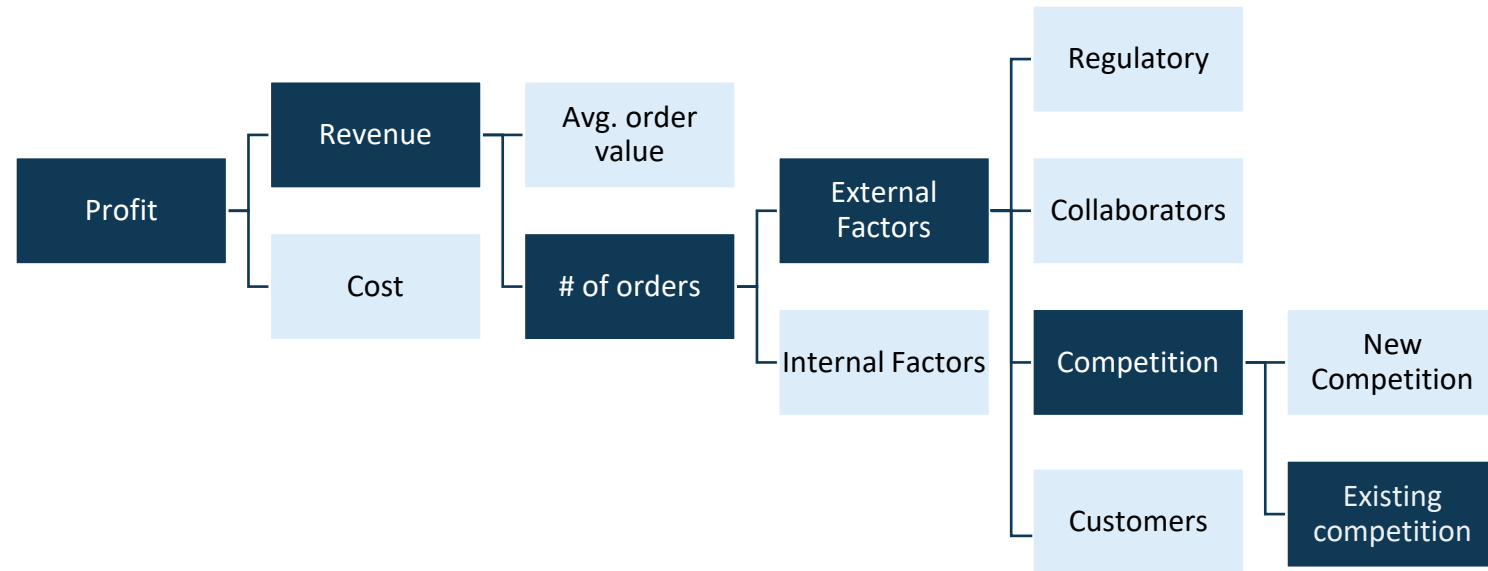 Profit
Revenue
Cost
Avg. order
value
# of orders
External
Factors
Internal Factors
Regulatory
Collaborators
Competition
Customers
New
Competition
Existing
competition